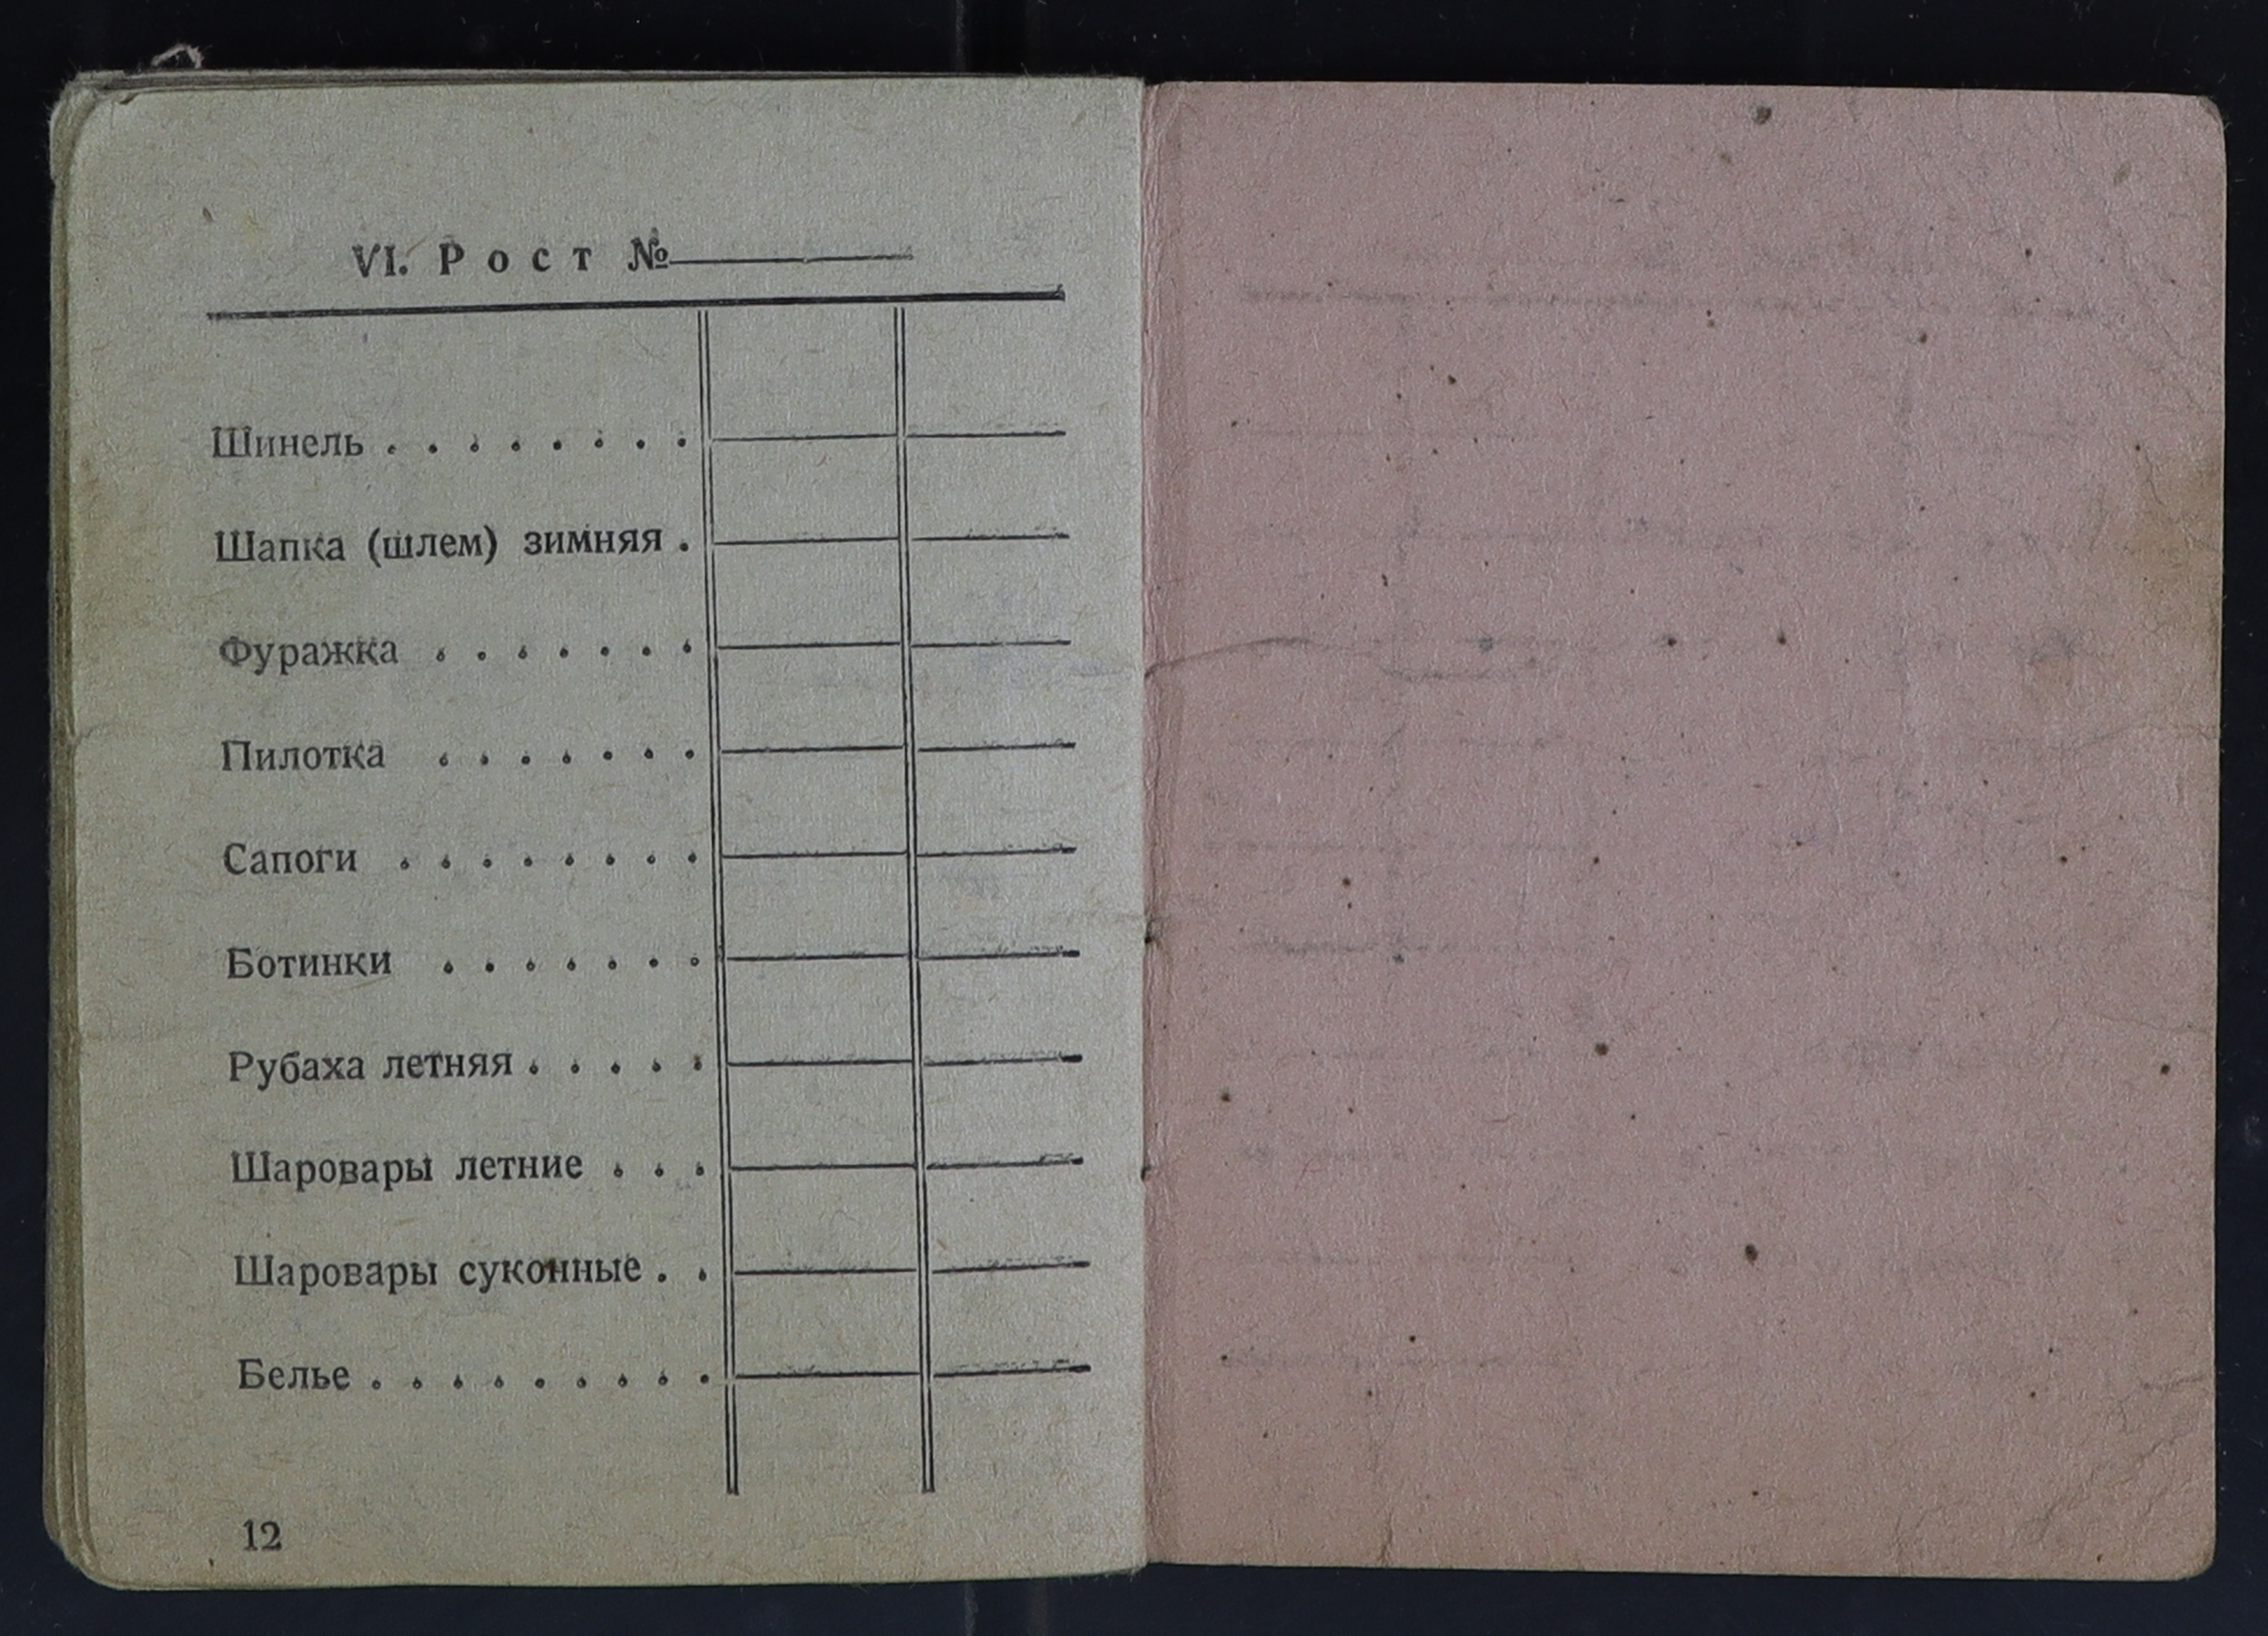 VI. Рост №
Шинель . . . . . . . .
Шапка (шлем) зимняя .
Фуражка . . . . . . .
Пилотка . . . . . . .
Сапоги . . . . . . . .
Ботинки . . . . . . .
Рубаха летняя . . . . .
Шаровары летние . . .
Шаровары суконные . .
Белье . . . . . . . . .
12